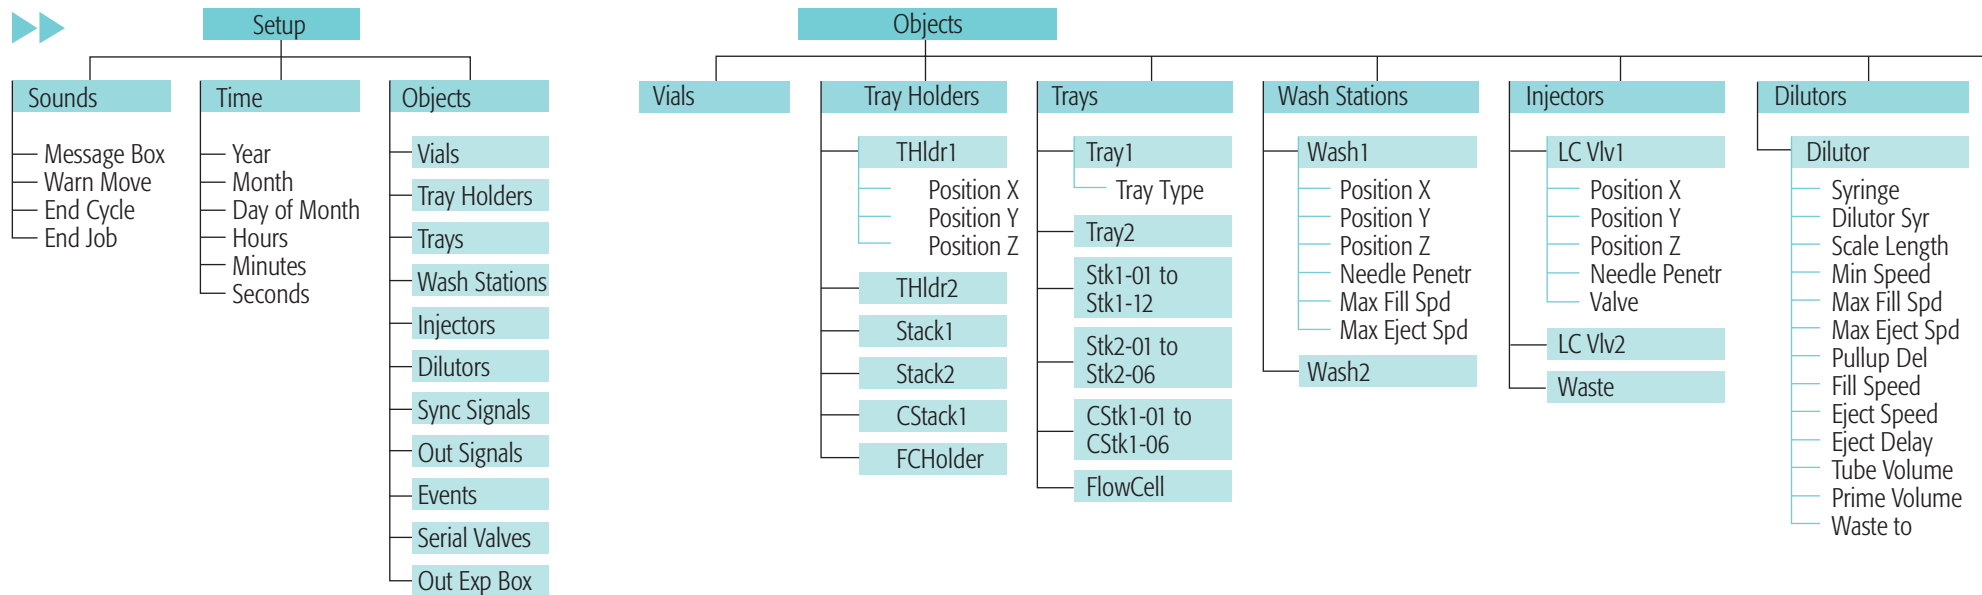 Setup
Sounds
Message Box
Warn Move
End Cycle
End Job
Time
Year
Month
Day of Month
Hours
Minutes
Seconds
Objects
Vials
Tray Holders
Trays
Wash Stations
Injectors
Dilutors
Sync Signals
Out Signals
Events
Serial Valves
Out Exp Box
Objects
Vials
Tray Holders
THldr1
Position X
Position Y
Position Z
THldr2
Stack1
Stack2
CStack1
FCHolder
Trays
Tray1
Tray Type
Tray2
Stk1-01 to
Stk1-12
Stk2-01 to
Stk2-06
CStk1-01 to
CStk1-06
FlowCell
Wash Stations
Wash1
Position X
Position Y
Position Z
Needle Penetr
Max Fill Spd
Max Eject Spd
Wash2
Injectors
LC Vlv1
Position X
Position Y
Position Z
Needle Penetr
Valve
LC Vlv2
Waste
Dilutors
Dilutor
Syringe
Dilutor Syr
Scale Length
Min Speed
Max Fill Spd
Max Eject Spd
Pullup Del
Fill Speed
Eject Speed
Eject Delay
Tube Volume
Prime Volume
Waste to